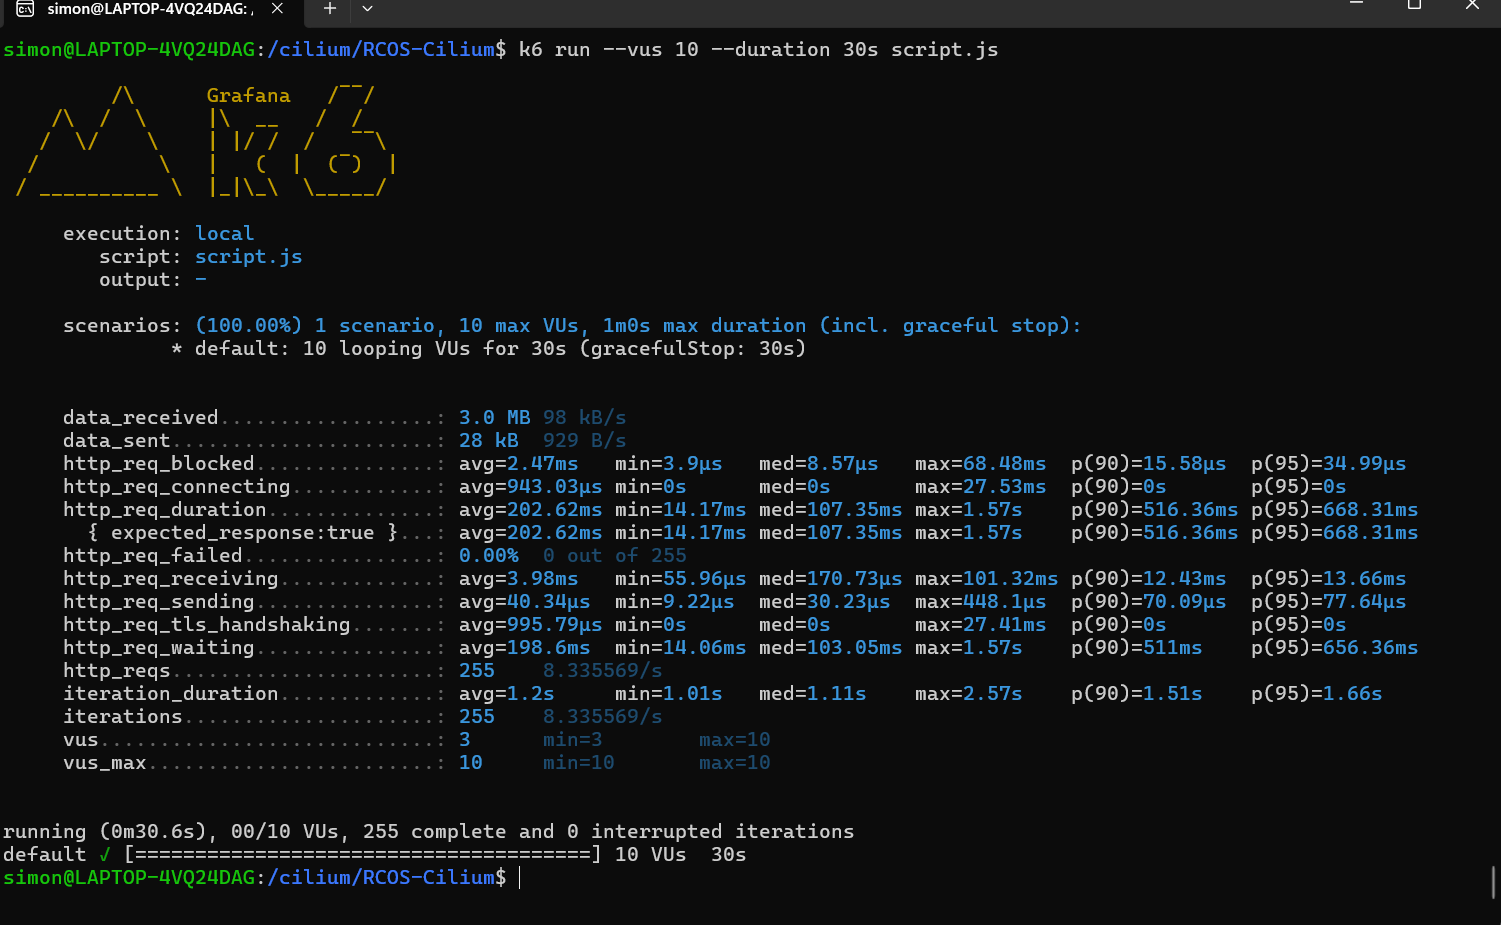 simon@LAPTOP-4VQ24DAG: /
simon@LAPTOP-4VQ24DAG:/cilium/RCOS-Cilium$ k6 run --vus 10 --duration 30s script.js
Grafana
k6
execution: local
script: script.js
output: -
scenarios: (100.00%) 1 scenario, 10 max VUs, 1m0s max duration (incl. graceful stop):
* default: 10 looping VUs for 30s (gracefulStop: 30s)
data_received..................: 3.0 MB 98 kB/s
data_sent......................: 28 kB 929 B/s
http_req_blocked...............: avg=2.47ms min=3.9µs med=8.57µs max=68.48ms p(90)=15.58µs p(95)=34.99µs
http_req_connecting............: avg=943.03µs min=0s med=0s max=27.53ms p(90)=0s p(95)=0s
http_req_duration..............: avg=202.62ms min=14.17ms med=107.35ms max=1.57s p(90)=516.36ms p(95)=668.31ms
{ expected_response:true }...: avg=202.62ms min=14.17ms med=107.35ms max=1.57s p(90)=516.36ms p(95)=668.31ms
http_req_failed................: 0.00% 0 out of 255
http_req_receiving.............: avg=3.98ms min=55.96µs med=170.73µs max=101.32ms p(90)=12.43ms p(95)=13.66ms
http_req_sending...............: avg=40.34µs min=9.22µs med=30.23µs max=448.1µs p(90)=70.09µs p(95)=77.64µs
http_req_tls_handshaking.......: avg=995.79µs min=0s med=0s max=27.41ms p(90)=0s p(95)=0s
http_req_waiting...............: avg=198.6ms min=14.06ms med=103.05ms max=1.57s p(90)=511ms p(95)=656.36ms
http_reqs......................: 255 8.335569/s
iteration_duration.............: avg=1.2s min=1.01s med=1.11s max=2.57s p(90)=1.51s p(95)=1.66s
iterations.....................: 255 8.335569/s
vus............................: 3 min=3 max=10
vus_max........................: 10 min=10 max=10
running (0m30.6s), 00/10 VUs, 255 complete and 0 interrupted iterations
default ✓ [======================================] 10 VUs 30s
simon@LAPTOP-4VQ24DAG:/cilium/RCOS-Cilium$